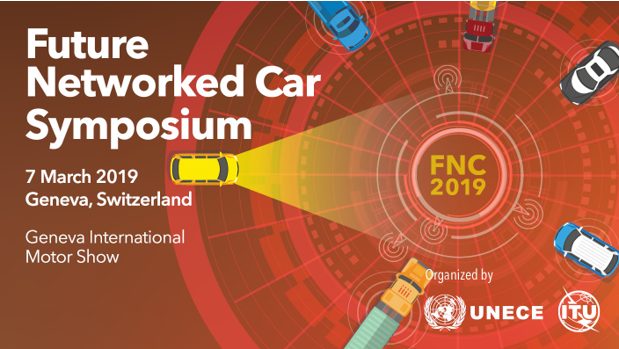 Future
Networked Car
Symposium
7 March 2019
Geneva, Switzerland
Geneva International
Motor Show
FNC
2019
Organized by
UNECE
ITU